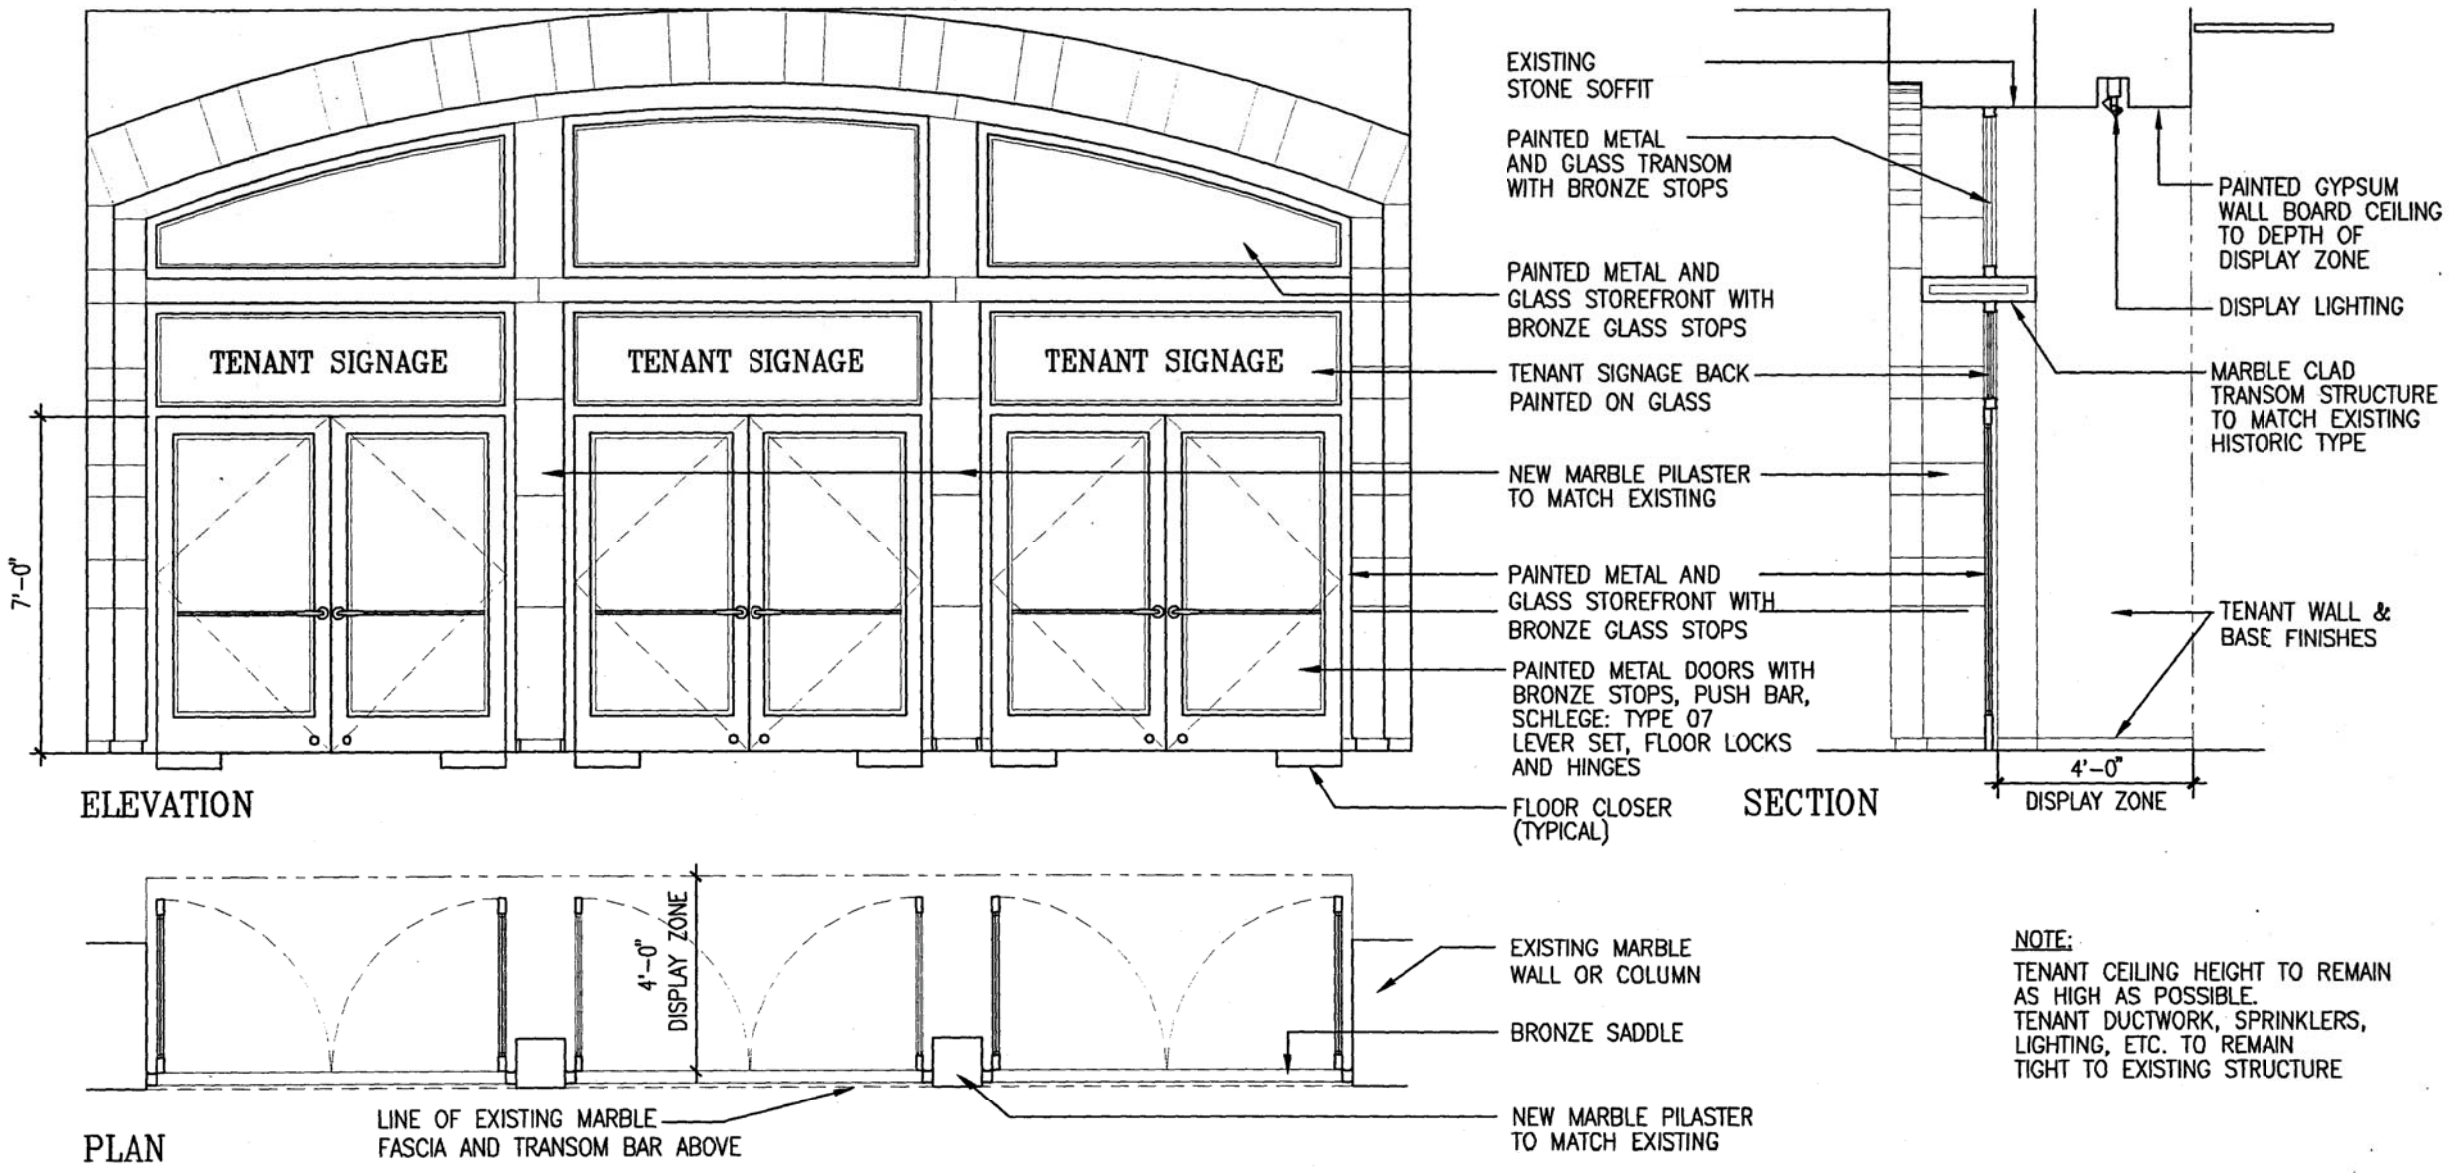 EXISTING
STONE SOFFIT
PAINTED METAL
AND GLASS TRANSOM
WITH BRONZE STOPS
PAINTED METAL AND
GLASS STOREFRONT WITH
BRONZE GLASS STOPS
TENANT SIGNAGE
TENANT SIGNAGE
TENANT SIGNAGE
TENANT SIGNAGE BACK
PAINTED ON GLASS
NEW MARBLE PILASTER
TO MATCH EXISTING
7'-0"
PAINTED METAL AND
GLASS STOREFRONT WITH
BRONZE GLASS STOPS
PAINTED METAL DOORS WITH
BRONZE STOPS, PUSH BAR,
SCHLEGE: TYPE 07
LEVER SET, FLOOR LOCKS
AND HINGES
FLOOR CLOSER
(TYPICAL)
ELEVATION
PAINTED GYPSUM
WALL BOARD CEILING
TO DEPTH OF
DISPLAY ZONE
DISPLAY LIGHTING
MARBLE CLAD
TRANSOM STRUCTURE
TO MATCH EXISTING
HISTORIC TYPE
TENANT WALL &
BASE FINISHES
4'-0"
DISPLAY ZONE
SECTION
4'-0"
DISPLAY ZONE
EXISTING MARBLE
WALL OR COLUMN
BRONZE SADDLE
NEW MARBLE PILASTER
TO MATCH EXISTING
LINE OF EXISTING MARBLE
FASCIA AND TRANSOM BAR ABOVE
PLAN
NOTE:
TENANT CEILING HEIGHT TO REMAIN
AS HIGH AS POSSIBLE.
TENANT DUCTWORK, SPRINKLERS,
LIGHTING, ETC. TO REMAIN
TIGHT TO EXISTING STRUCTURE